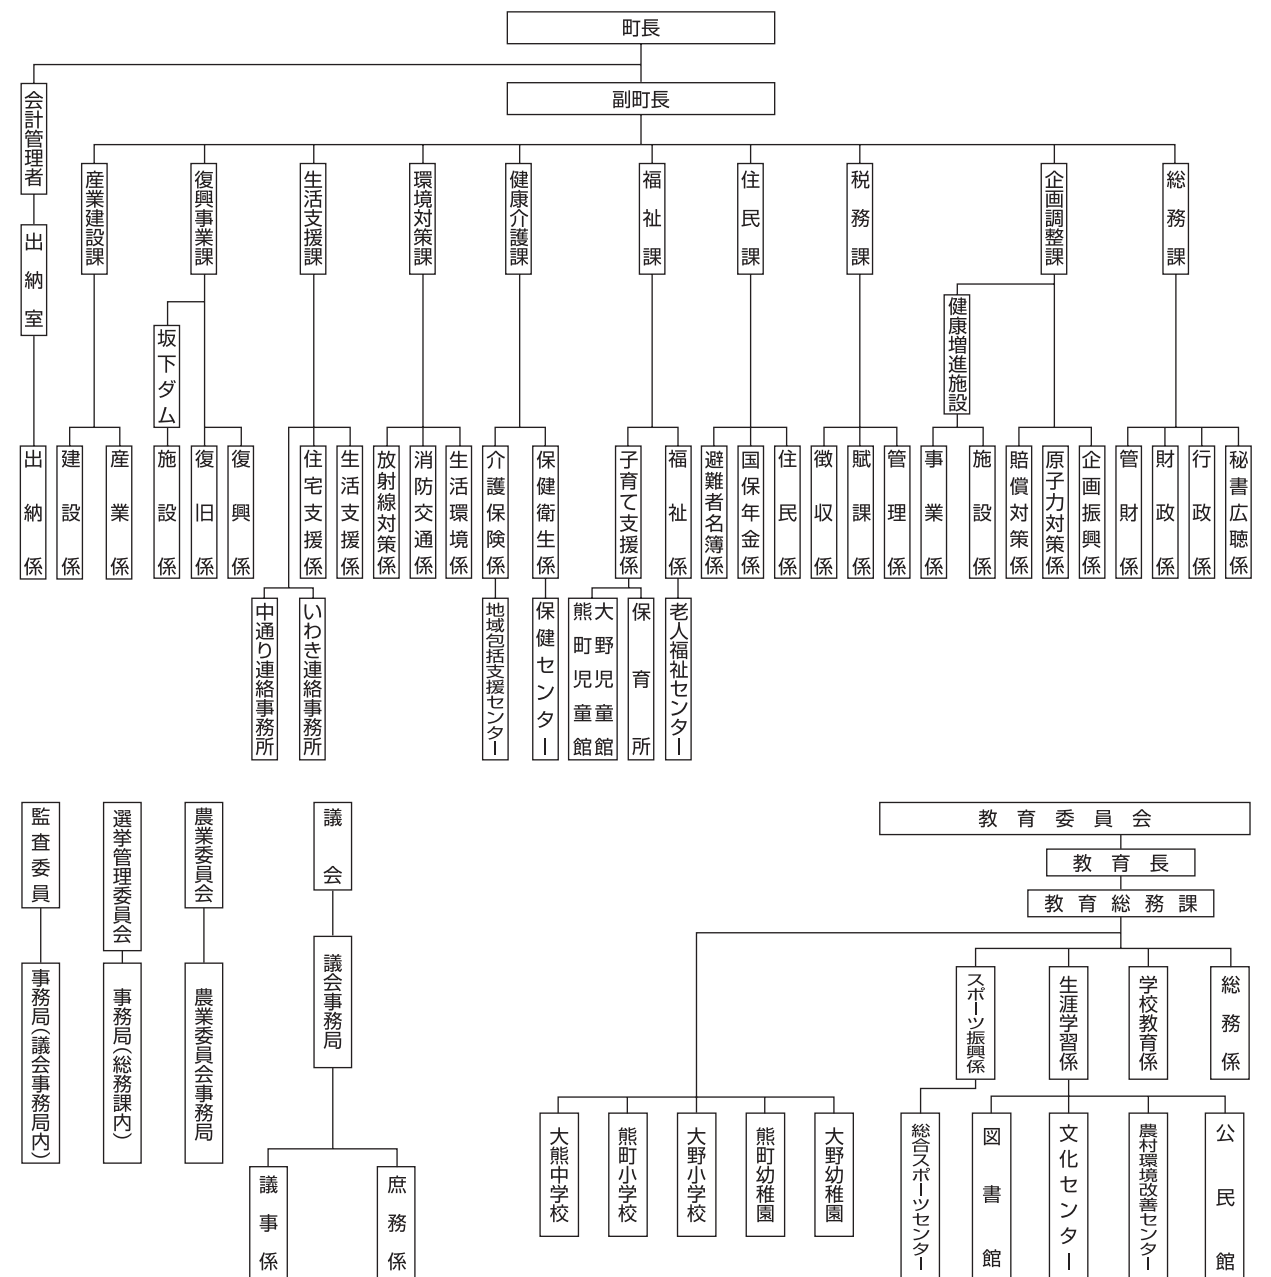 町長
副町長
会計管理者
出納室
産業建設課
復興事業課
生活支援課
環境対策課
健康介護課
福祉課
住民課
税務課
企画調整課
総務課
坂下ダム
健康増進施設
出納係
建設係
産業係
施設係
復旧係
復興係
住宅支援係
生活支援係
放射線対策係
消防交通係
生活環境係
介護保険係
保健衛生係
子育て支援係
福祉係
避難者名簿係
国保年金係
住民係
徴収係
賦課係
管理係
事業係
施設係
賠償対策係
原子力対策係
企画振興係
管財係
財政係
行政係
秘書広聴係
中通り連絡事務所
いわき連絡事務所
地域包括支援センター
保健センター
大野児童館
熊町児童館
保育所
老人福祉センター
監査委員
選挙管理委員会
農業委員会
議会
事務局(議会事務局内)
事務局(総務課内)
農業委員会事務局
議会事務局
議事係
庶務係
教育委員会
教育長
教育総務課
スポーツ振興係
生涯学習係
学校教育係
総務係
大熊中学校
熊町小学校
大野小学校
熊町幼稚園
大野幼稚園
総合スポーツセンター
図書館
文化センター
農村環境改善センター
公民館